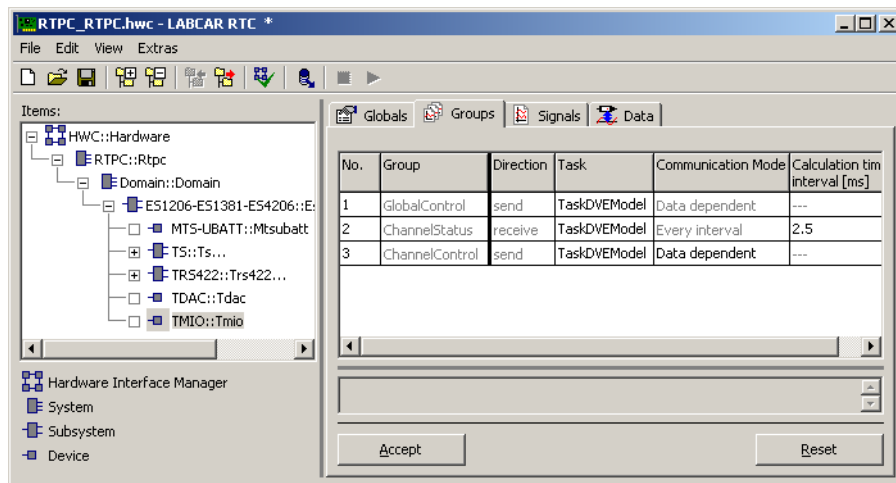 RTPC_RTPC.hwc - LABCAR RTC *
File Edit View Extras
Items:
HWC::Hardware
RTPC::Rtpc
Domain::Domain
ES1206-ES1381-ES4206::E
MTS-UBATT::Mtsubatt
TS::Ts...
TRS422::Trs422...
TDAC::Tdac
TMIO::Tmio
Hardware Interface Manager
System
Subsystem
Device
Globals Groups Signals Data
No. Group Direction Task Communication Mode Calculation tim
interval [ms]
1 GlobalControl send TaskDVEModel Data dependent ---
2 ChannelStatus receive TaskDVEModel Every interval 2.5
3 ChannelControl send TaskDVEModel Data dependent ---
Accept Reset